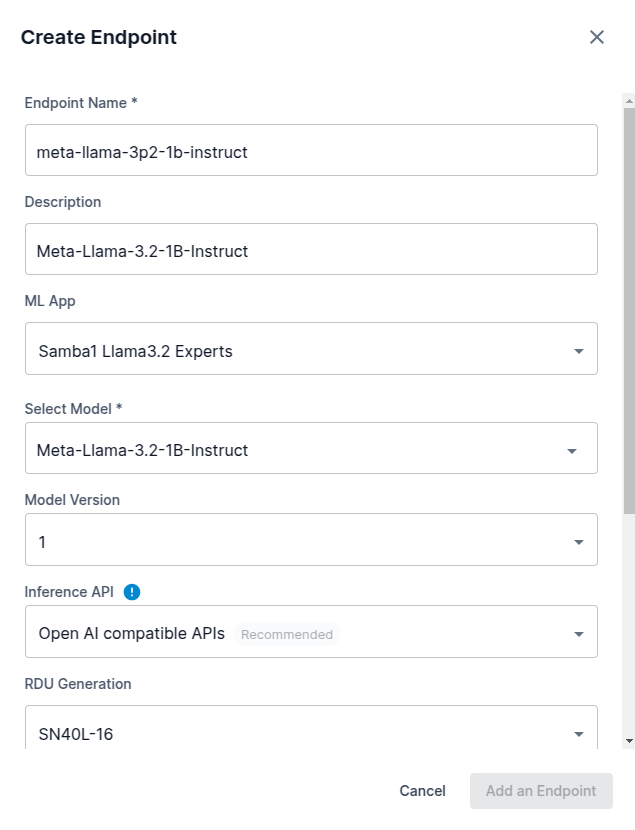 Create Endpoint
Endpoint Name *
meta-llama-3p2-1b-instruct
Description
Meta-Llama-3.2-1B-Instruct
ML App
Samba1 Llama3.2 Experts
Select Model *
Meta-Llama-3.2-1B-Instruct
Model Version
1
Inference API !
Open AI compatible APIs Recommended
RDU Generation
SN40L-16
Cancel Add an Endpoint